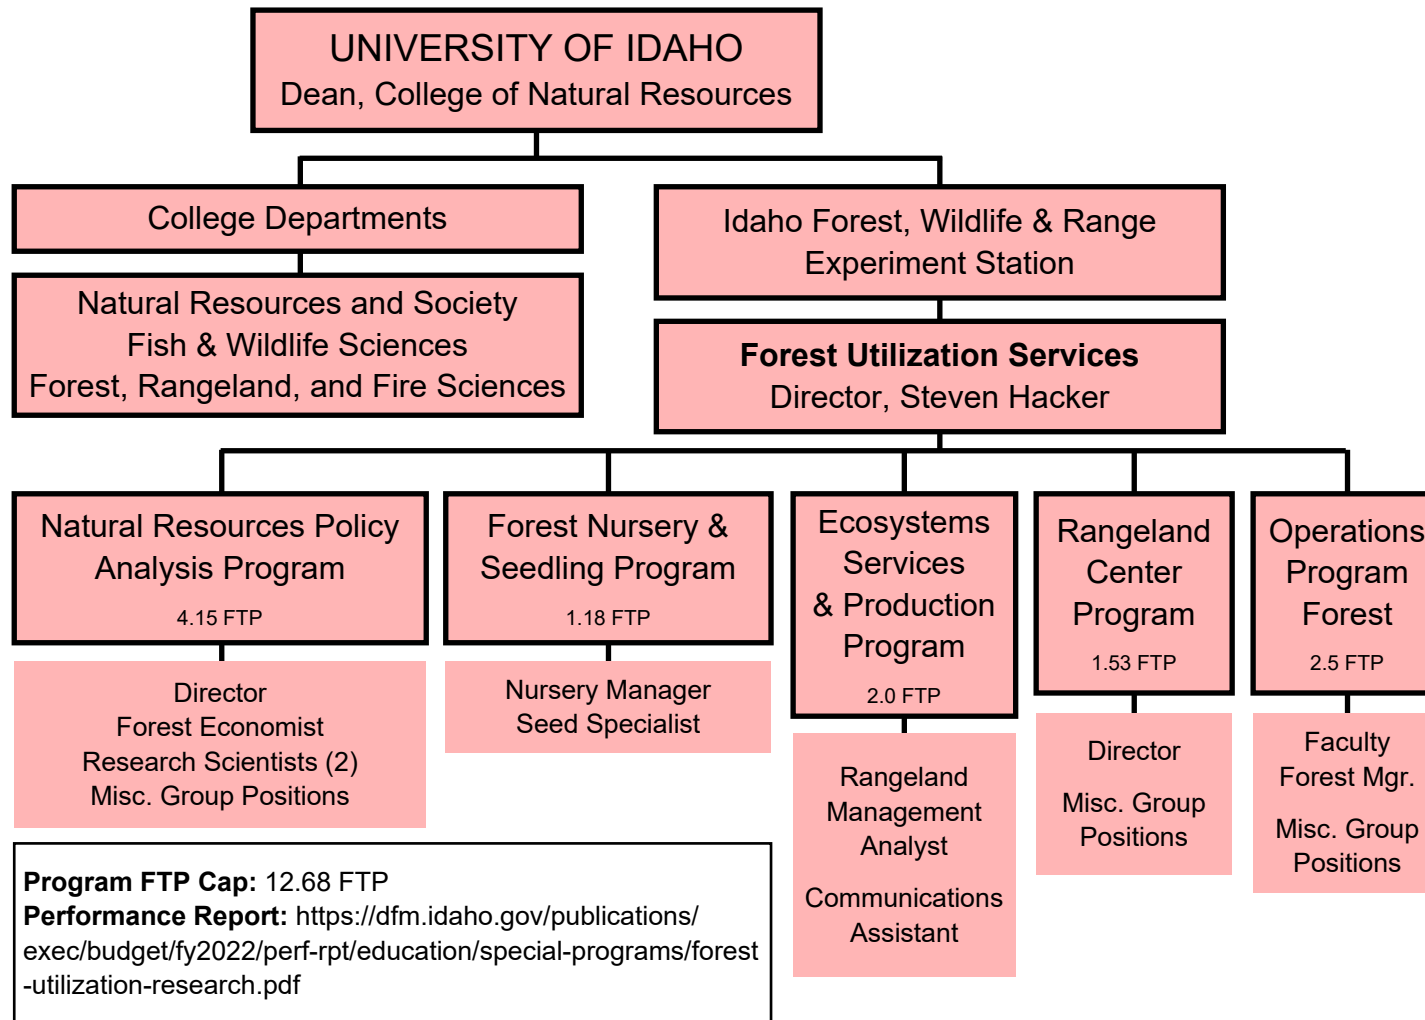 UNIVERSITY OF IDAHO
Dean, College of Natural Resources
College Departments
Natural Resources and Society
Fish & Wildlife Sciences
Forest, Rangeland, and Fire Sciences
Idaho Forest, Wildlife & Range
Experiment Station
Forest Utilization Services
Director, Steven Hacker
Natural Resources Policy
Analysis Program
4.15 FTP
Director
Forest Economist
Research Scientists (2)
Misc. Group Positions
Forest Nursery &
Seedling Program
1.18 FTP
Nursery Manager
Seed Specialist
Ecosystems
Services
& Production
Program
2.0 FTP
Rangeland
Management
Analyst
Communications
Assistant
Rangeland
Center
Program
1.53 FTP
Director
Misc. Group
Positions
Operations
Program
Forest
2.5 FTP
Faculty
Forest Mgr.
Misc. Group
Positions
Program FTP Cap: 12.68 FTP
Performance Report: https://dfm.idaho.gov/publications/
exec/budget/fy2022/perf-rpt/education/special-programs/forest
-utilization-research.pdf